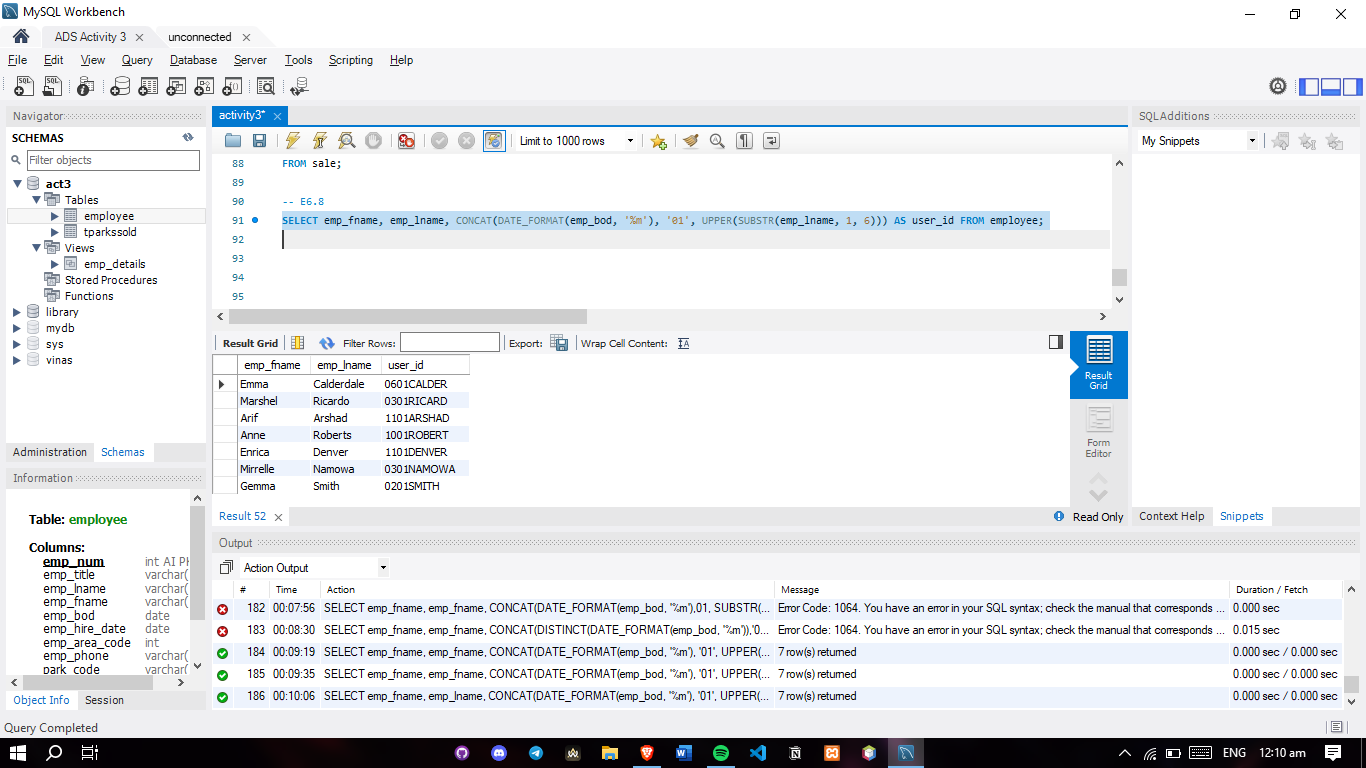 MySQL Workbench
ADS Activity 3
unconnected
File Edit View Query Database Server Tools Scripting Help
Navigator
SCHEMAS
Filter objects
act3
Tables
employee
tparkssold
Views
emp_details
Stored Procedures
Functions
library
mydb
sys
vinas
Administration Schemas
Information
Table: employee
Columns:
emp_num int AI PK
emp_title varchar(
emp_lname varchar(
emp_fname varchar(
emp_bod date
emp_hire_date date
emp_area_code int
emp_phone varchar(
park_code varchar(
Object Info Session
Query Completed
activity3*
Limit to 1000 rows
88 FROM sale;
89
90 -- E6.8
91 SELECT emp_fname, emp_lname, CONCAT(DATE_FORMAT(emp_bod, '%m'), '01', UPPER(SUBSTR(emp_lname, 1, 6))) AS user_id FROM employee;
92
93
94
95
Result Grid Filter Rows: Export: Wrap Cell Content:
emp_fname emp_lname user_id
Emma Calderdale 0601CALDER
Marshel Ricardo 0301RICARD
Arif Arshad 1101ARSHAD
Anne Roberts 1001ROBERT
Enrica Denver 1101DENVER
Mirrelle Namowa 0301NAMOWA
Gemma Smith 0201SMITH
Result Grid
Form Editor
Result 52
Read Only
Output
Action Output
# Time Action Message Duration / Fetch
182 00:07:56 SELECT emp_fname, emp_fname, CONCAT(DATE_FORMAT(emp_bod, '%m'),01, SUBSTR(... Error Code: 1064. You have an error in your SQL syntax; check the manual that corresponds ... 0.000 sec
183 00:08:30 SELECT emp_fname, emp_fname, CONCAT(DISTINCT(DATE_FORMAT(emp_bod, '%m')),'0... Error Code: 1064. You have an error in your SQL syntax; check the manual that corresponds ... 0.015 sec
184 00:09:19 SELECT emp_fname, emp_fname, CONCAT(DATE_FORMAT(emp_bod, '%m'), '01', UPPER(... 7 row(s) returned 0.000 sec / 0.000 sec
185 00:09:35 SELECT emp_fname, emp_fname, CONCAT(DATE_FORMAT(emp_bod, '%m'), '01', UPPER(... 7 row(s) returned 0.000 sec / 0.000 sec
186 00:10:06 SELECT emp_fname, emp_lname, CONCAT(DATE_FORMAT(emp_bod, '%m'), '01', UPPER(... 7 row(s) returned 0.000 sec / 0.000 sec
SQLAdditions
My Snippets
Context Help Snippets
ENG 12:10 am